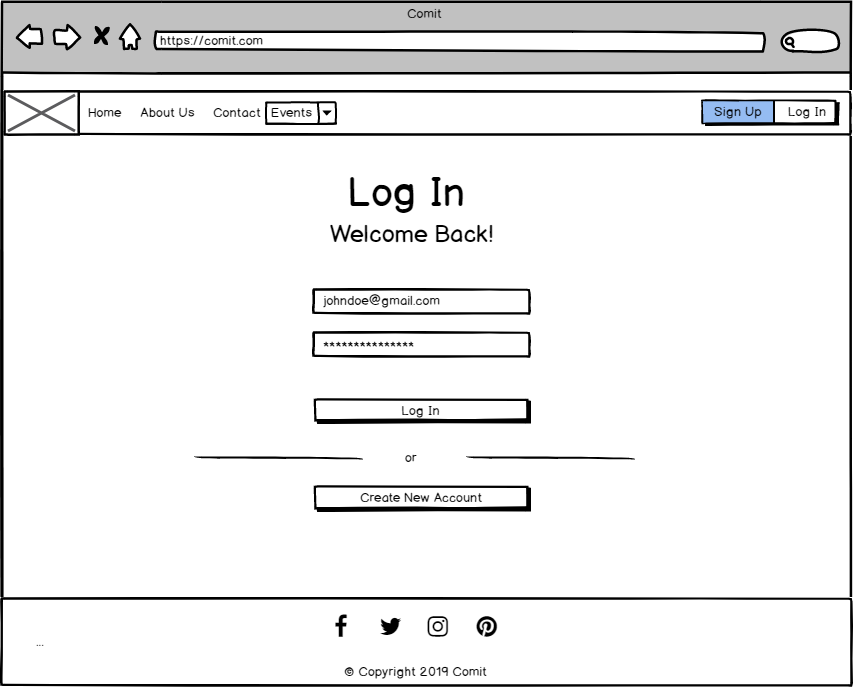 Comit
https://comit.com
Home About Us Contact Events Sign Up Log In
Log In
Welcome Back!
johndoe@gmail.com
***************
Log In
or
Create New Account
...
© Copyright 2019 Comit